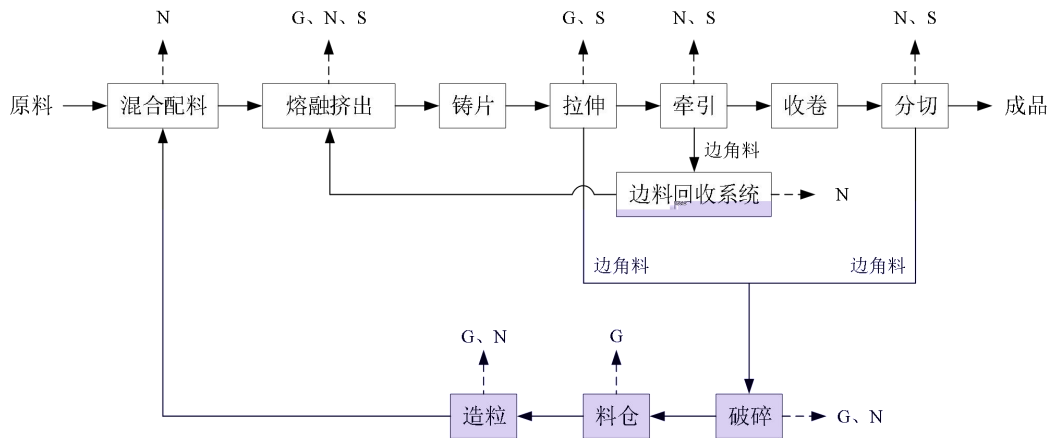 N
G、N、S
G、S
N、S
N、S
原料
混合配料
熔融挤出
铸片
拉伸
牵引
收卷
分切
成品
边角料
边料回收系统
N
边角料
边角料
G、N
G
造粒
料仓
破碎
G、N